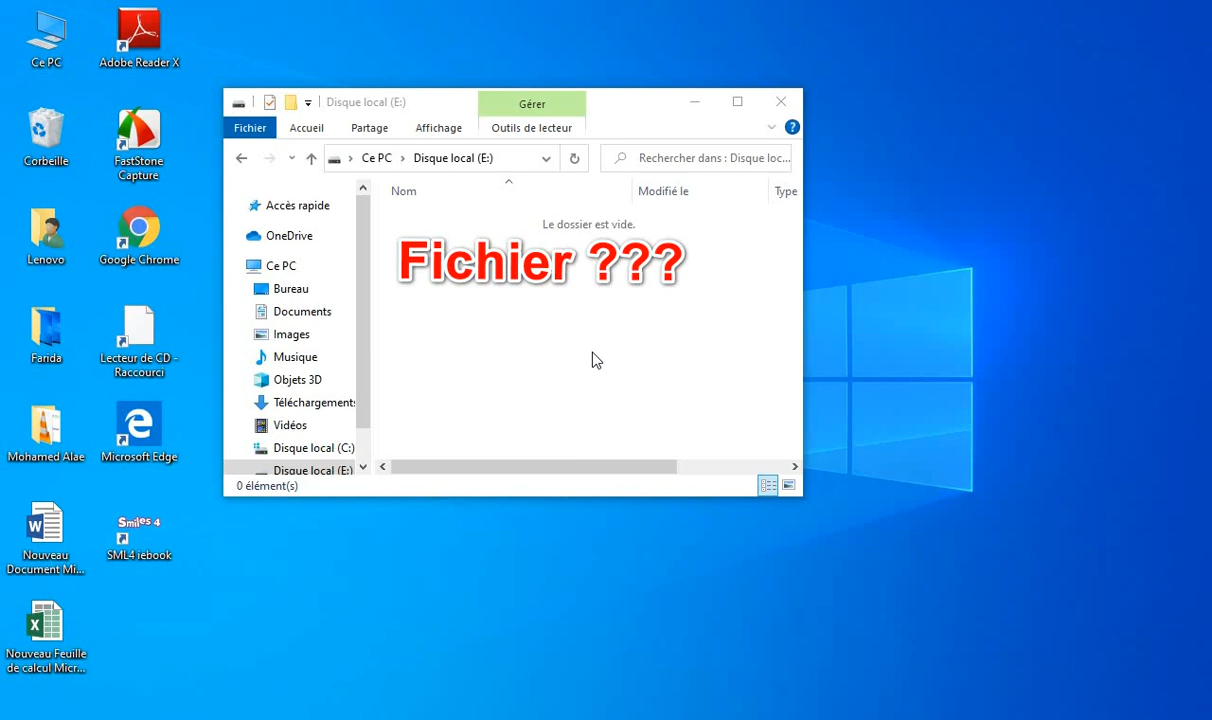 Ce PC
Adobe Reader X
Corbeille
FastStone
Capture
Lenovo
Google Chrome
Farida
Lecteur de CD -
Raccourci
Mohamed Alae
Microsoft Edge
Nouveau
Document Mi...
Smiles 4
SML4 iebook
Nouveau Feuille
de calcul Micr...
Disque local (E:)
Gérer
Fichier
Accueil
Partage
Affichage
Outils de lecteur
Ce PC
Disque local (E:)
Rechercher dans : Disque loc...
Nom
Modifié le
Type
Le dossier est vide.
Fichier ???
Accès rapide
OneDrive
Ce PC
Bureau
Documents
Images
Musique
Objets 3D
Téléchargements
Vidéos
Disque local (C:)
Disque local (E:)
0 élément(s)